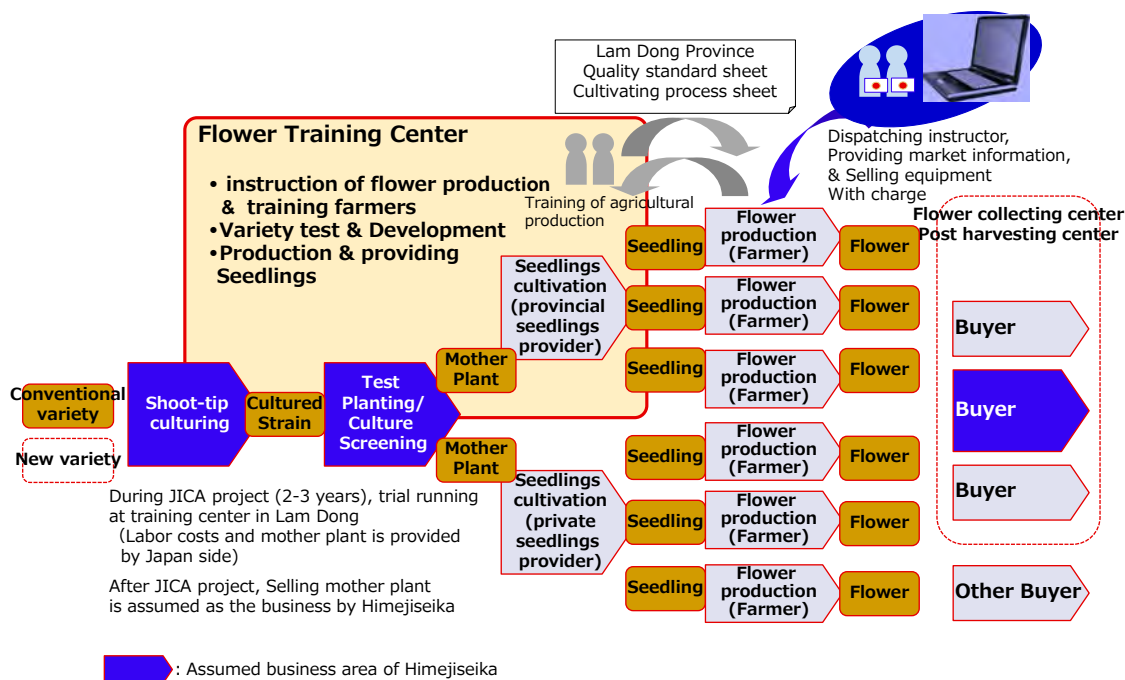 Lam Dong Province
Quality standard sheet
Cultivating process sheet
Flower Training Center
• instruction of flower production
& training farmers
•Variety test & Development
•Production & providing
Seedlings
Training of agricultural
production
Dispatching instructor,
Providing market information,
& Selling equipment
With charge
Flower collecting center
Post harvesting center
Conventional
variety
New variety
Shoot-tip
culturing
Cultured
Strain
Test
Planting/
Culture
Screening
Mother
Plant
Mother
Plant
Seedlings
cultivation
(provincial
seedlings
provider)
Seedlings
cultivation
(private
seedlings
provider)
Seedling
Flower
production
(Farmer)
Flower
Seedling
Flower
production
(Farmer)
Flower
Seedling
Flower
production
(Farmer)
Flower
Seedling
Flower
production
(Farmer)
Flower
Seedling
Flower
production
(Farmer)
Flower
Seedling
Flower
production
(Farmer)
Flower
Buyer
Buyer
Buyer
Other Buyer
During JICA project (2-3 years), trial running
at training center in Lam Dong
(Labor costs and mother plant is provided
by Japan side)
After JICA project, Selling mother plant
is assumed as the business by Himejiseika
: Assumed business area of Himejiseika